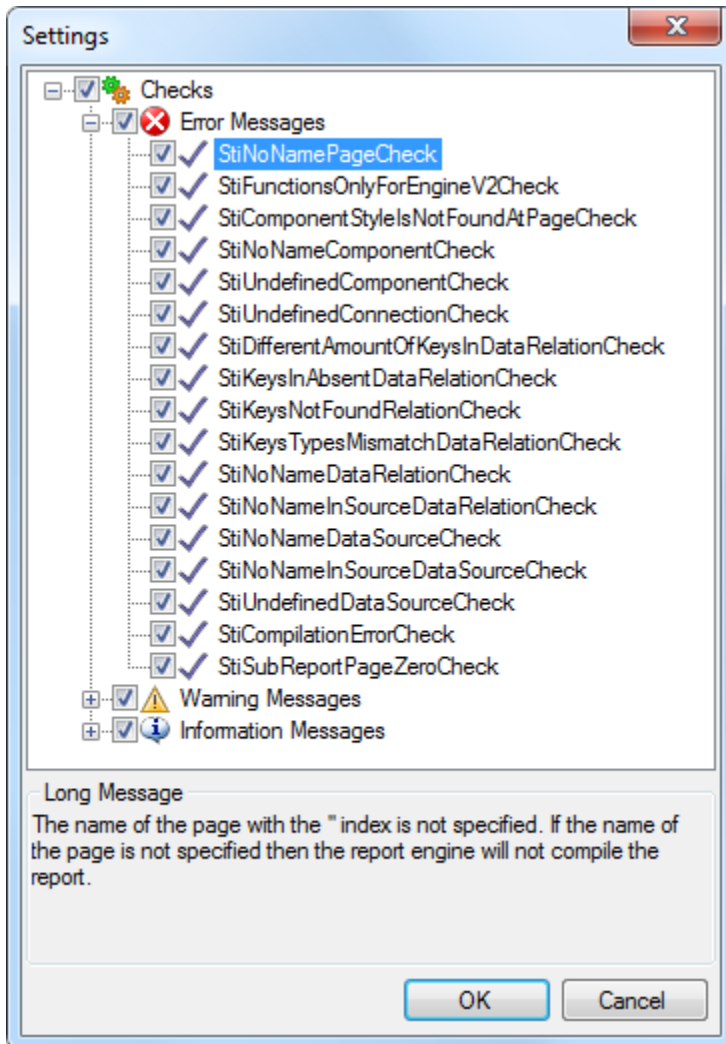 Settings
Checks
Error Messages
StiNoNamePageCheck
StiFunctionsOnlyForEngineV2Check
StiComponentStyleIsNotFoundAtPageCheck
StiNoNameComponentCheck
StiUndefinedComponentCheck
StiUndefinedConnectionCheck
StiDifferentAmountOfKeysInDataRelationCheck
StiKeysInAbsentDataRelationCheck
StiKeysNotFoundRelationCheck
StiKeysTypesMismatchDataRelationCheck
StiNoNameDataRelationCheck
StiNoNameInSourceDataRelationCheck
StiNoNameDataSourceCheck
StiNoNameInSourceDataSourceCheck
StiUndefinedDataSourceCheck
StiCompilationErrorCheck
StiSubReportPageZeroCheck
Warning Messages
Information Messages
Long Message
The name of the page with the '' index is not specified. If the name of
the page is not specified then the report engine will not compile the
report.
OK
Cancel